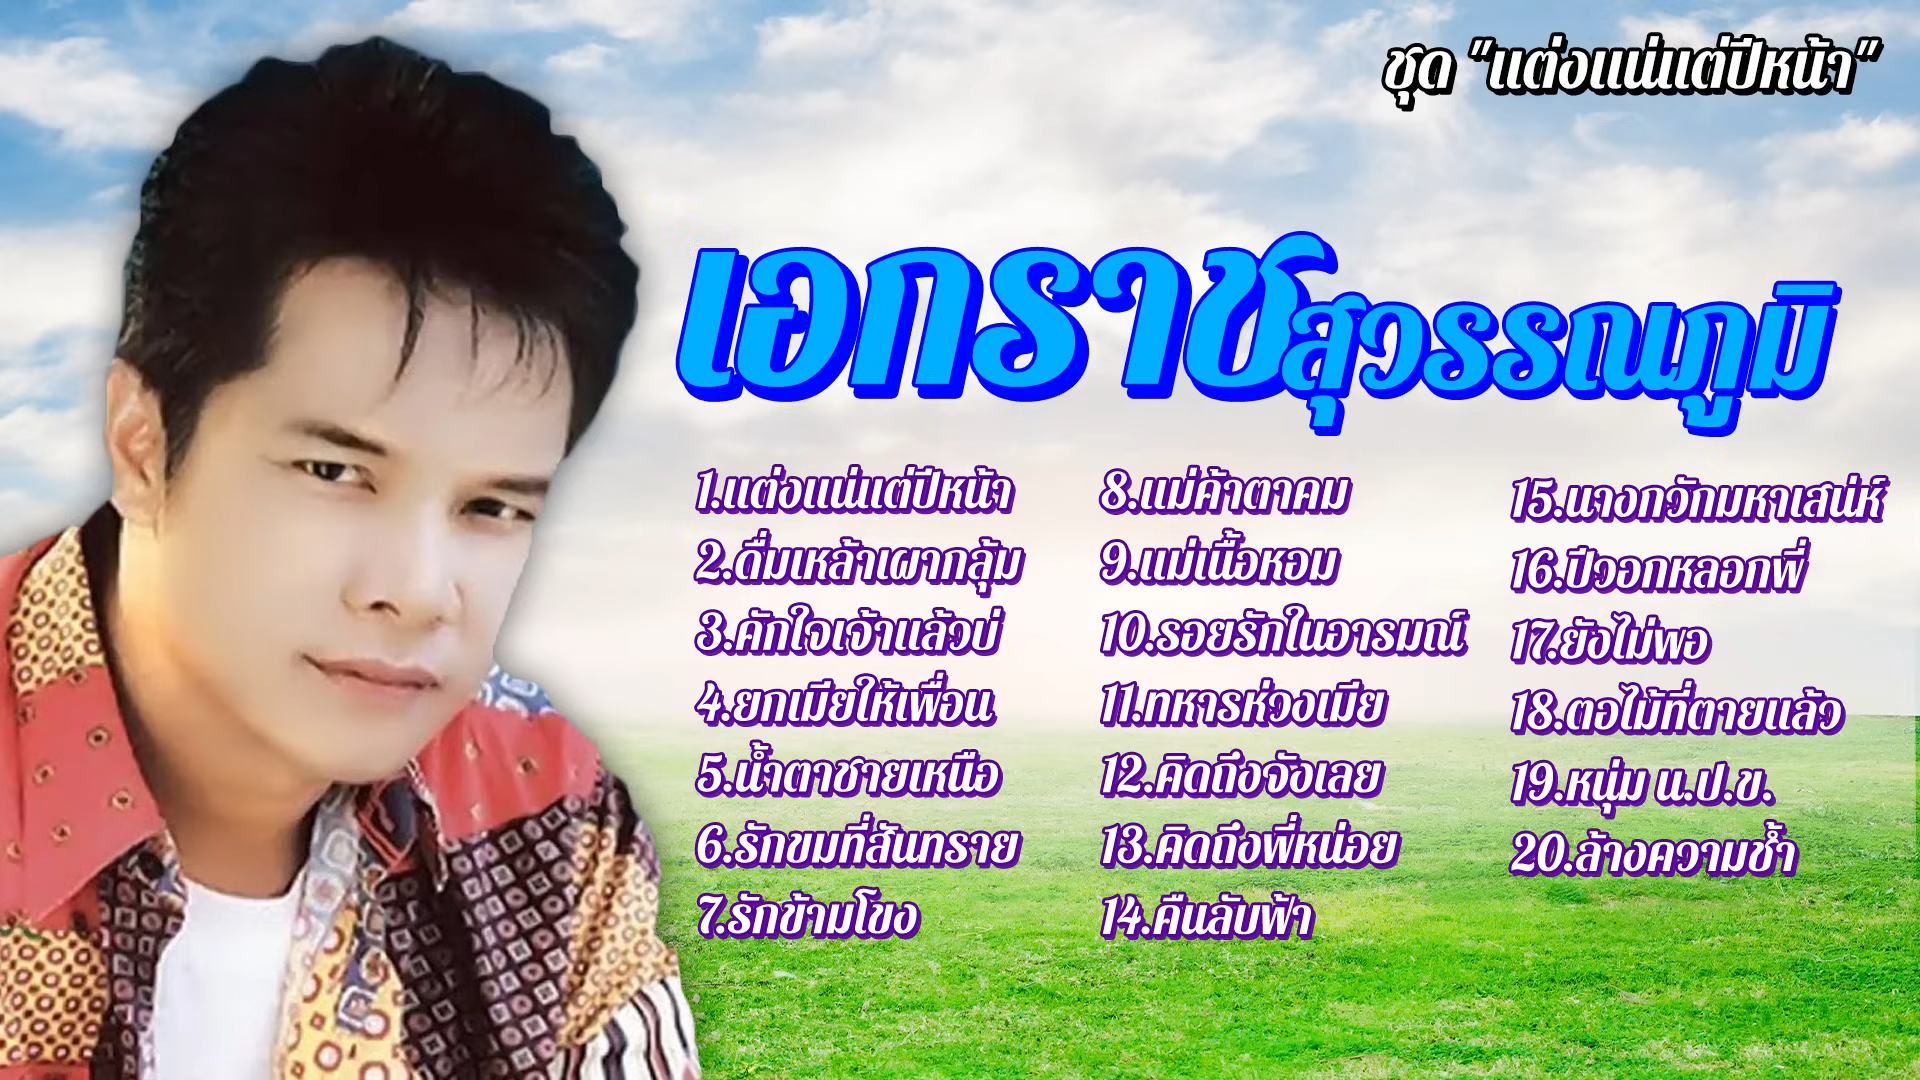 ชุด "แต่งแน่แต่ปีหน้า"
เอกราช สุวรรณภูมิ
1.แต่งแน่แต่ปีหน้า
2.ดื่มเหล้าเผากลุ้ม
3.คักใจเจ้าแล้วบ่
4.ยกเมียให้เพื่อน
5.น้ำตาชายเหนือ
6.รักขมที่สันทราย
7.รักข้ามโขง
8.แม่ค้าตาคม
9.แม่เนื้อหอม
10.รอยรักในอารมณ์
11.ทหารห่วงเมีย
12.คิดถึงจังเลย
13.คิดถึงพี่หน่อย
14.คืนลับฟ้า
15.นางกวักมหาเสน่ห์
16.ปีวอกหลอกพี่
17.ยังไม่พอ
18.ตอไม้ที่ตายแล้ว
19.หนุ่ม น.ป.ข.
20.ล้างความช้ำ